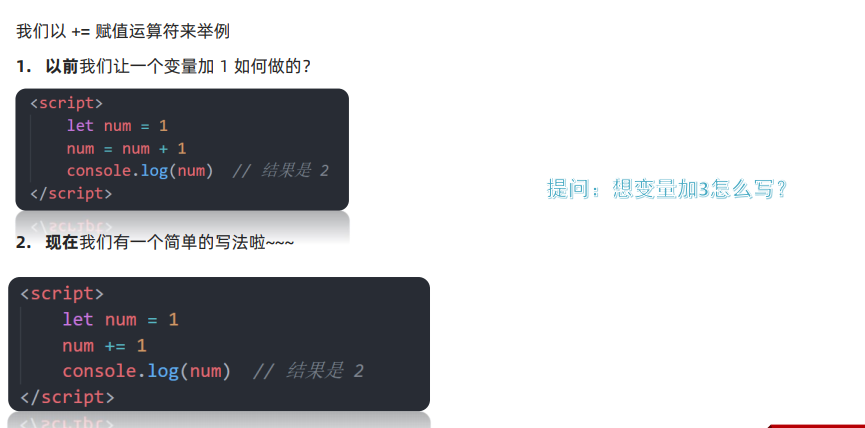 我们以 += 赋值运算符来举例
1. 以前我们让一个变量加 1 如何做的？
<script>
let num = 1
num = num + 1
console.log(num) // 结果是 2
</script>
提问：想变量加3怎么写？
2. 现在我们有一个简单的写法啦~~~
<script>
let num = 1
num += 1
console.log(num) // 结果是 2
</script>